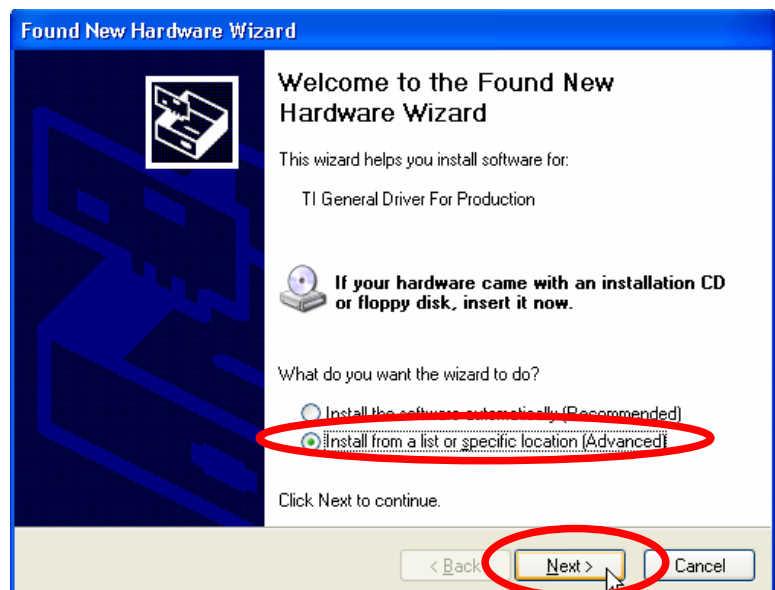 Found New Hardware Wizard
Welcome to the Found New
Hardware Wizard
This wizard helps you install software for:
TI General Driver For Production
If your hardware came with an installation CD
or floppy disk, insert it now.
What do you want the wizard to do?
Install the software automatically (Recommended)
Install from a list or specific location (Advanced)
Click Next to continue.
< Back
Next >
Cancel